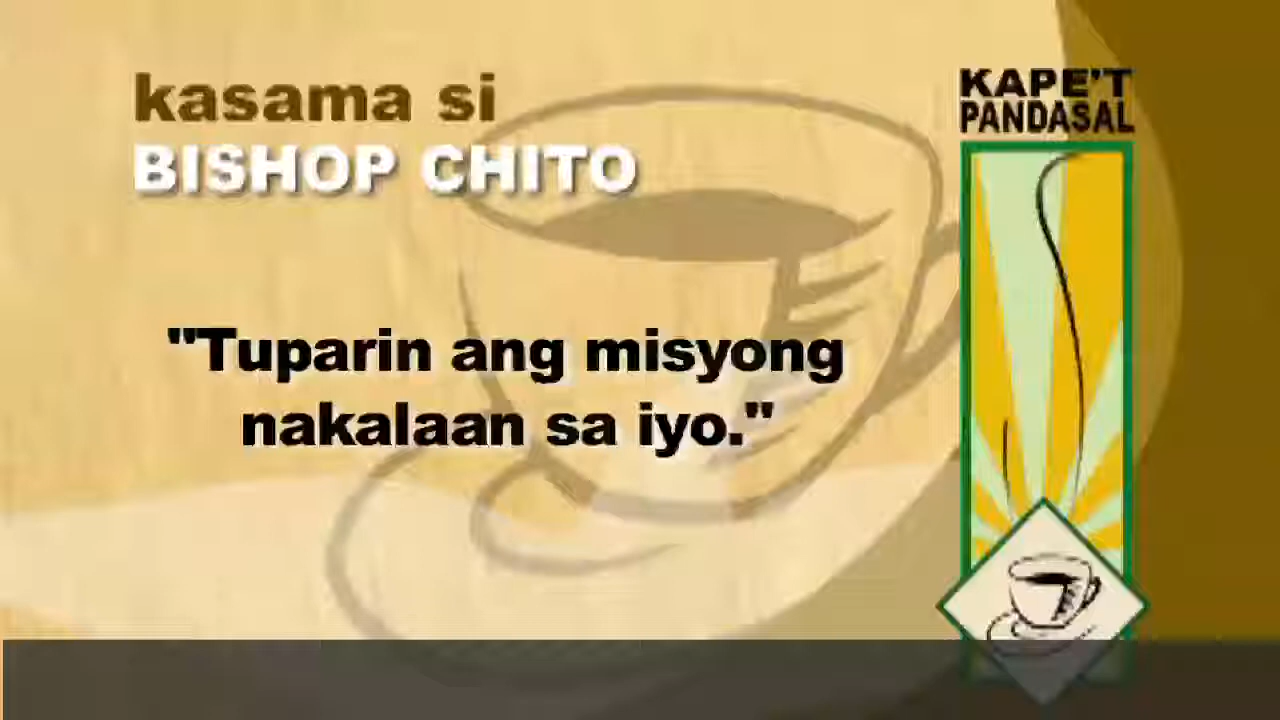 kasama si
BISHOP CHITO
KAPE'T
PANDASAL
"Tuparin ang misyong
nakalaan sa iyo."